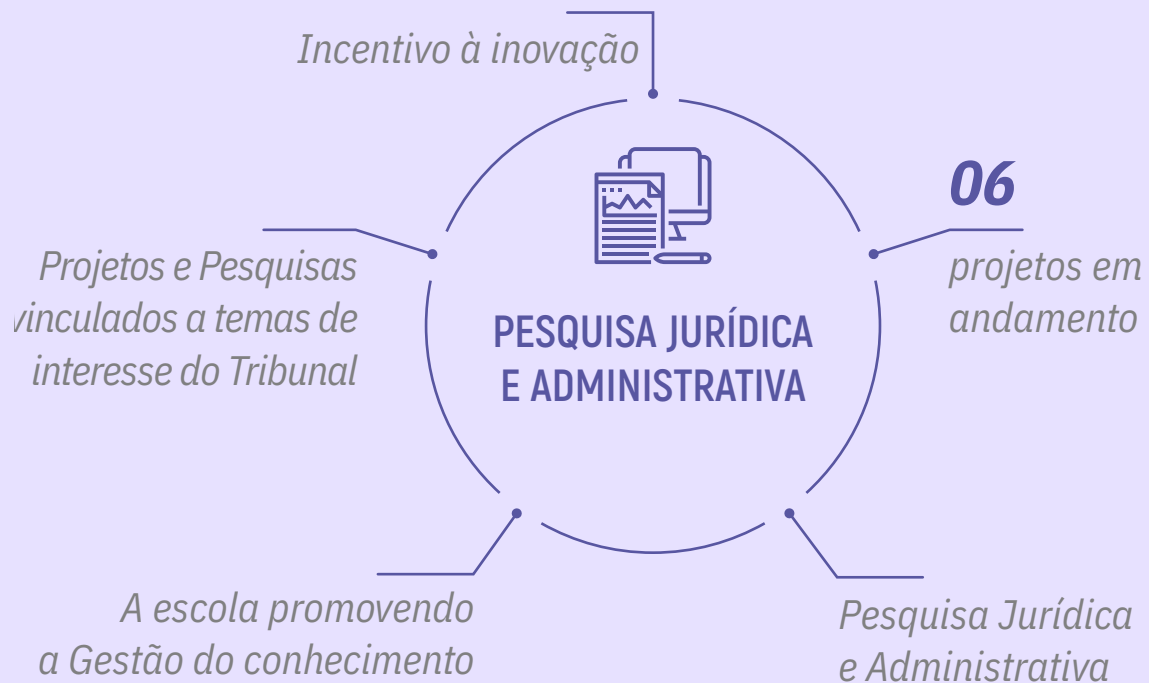 Incentivo à inovação
06
projetos em
andamento
Projetos e Pesquisas
vinculados a temas de
interesse do Tribunal
PESQUISA JURÍDICA
E ADMINISTRATIVA
A escola promovendo
a Gestão do conhecimento
Pesquisa Jurídica
e Administrativa